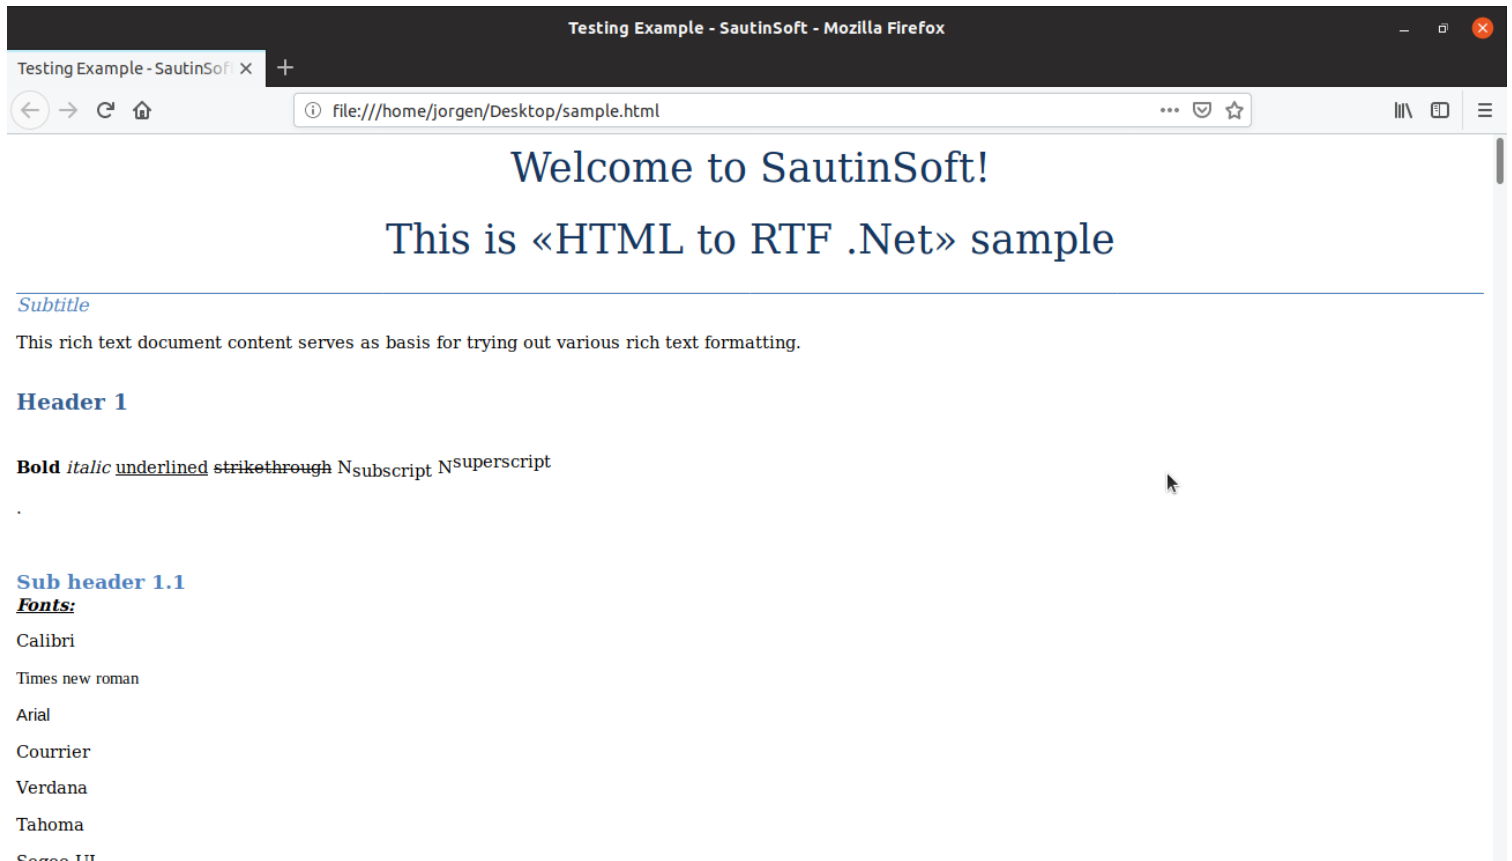 Testing Example - SautinSoft - Mozilla Firefox
Testing Example - SautinSof
file:///home/jorgen/Desktop/sample.html
Welcome to SautinSoft!
This is «HTML to RTF .Net» sample
Subtitle
This rich text document content serves as basis for trying out various rich text formatting.
Header 1
Bold italic underlined strikethrough Nsubscript Nsuperscript
.
Sub header 1.1
Fonts:
Calibri
Times new roman
Arial
Courrier
Verdana
Tahoma
Segoe UI